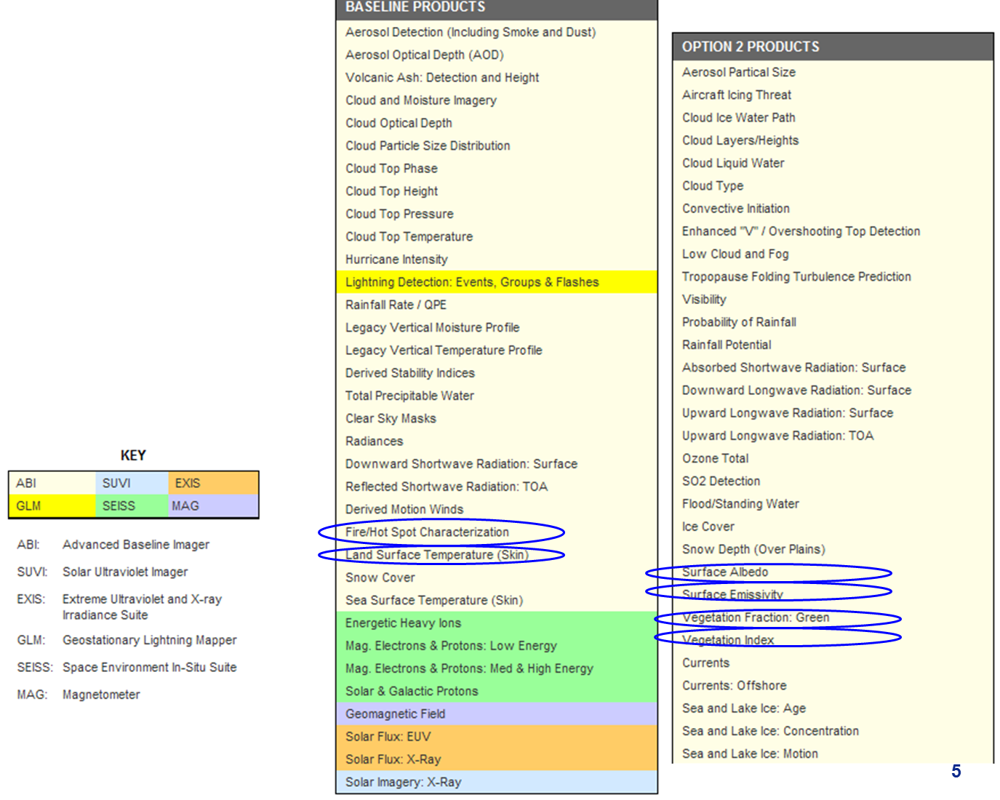 BASELINE PRODUCTS
Aerosol Detection (Including Smoke and Dust)
Aerosol Optical Depth (AOD)
Volcanic Ash: Detection and Height
Cloud and Moisture Imagery
Cloud Optical Depth
Cloud Particle Size Distribution
Cloud Top Phase
Cloud Top Height
Cloud Top Pressure
Cloud Top Temperature
Hurricane Intensity
Lightning Detection: Events, Groups & Flashes
Rainfall Rate / QPE
Legacy Vertical Moisture Profile
Legacy Vertical Temperature Profile
Derived Stability Indices
Total Precipitable Water
Clear Sky Masks
Radiances
Downward Shortwave Radiation: Surface
Reflected Shortwave Radiation: TOA
Derived Motion Winds
Fire/Hot Spot Characterization
Land Surface Temperature (Skin)
Snow Cover
Sea Surface Temperature (Skin)
Energetic Heavy Ions
Mag. Electrons & Protons: Low Energy
Mag. Electrons & Protons: Med & High Energy
Solar & Galactic Protons
Geomagnetic Field
Solar Flux: EUV
Solar Flux: X-Ray
Solar Imagery: X-Ray
OPTION 2 PRODUCTS
Aerosol Partical Size
Aircraft Icing Threat
Cloud Ice Water Path
Cloud Layers/Heights
Cloud Liquid Water
Cloud Type
Convective Initiation
Enhanced "V" / Overshooting Top Detection
Low Cloud and Fog
Tropopause Folding Turbulence Prediction
Visibility
Probability of Rainfall
Rainfall Potential
Absorbed Shortwave Radiation: Surface
Downward Longwave Radiation: Surface
Upward Longwave Radiation: Surface
Upward Longwave Radiation: TOA
Ozone Total
SO2 Detection
Flood/Standing Water
Ice Cover
Snow Depth (Over Plains)
Surface Albedo
Surface Emissivity
Vegetation Fraction: Green
Vegetation Index
Currents
Currents: Offshore
Sea and Lake Ice: Age
Sea and Lake Ice: Concentration
Sea and Lake Ice: Motion
KEY
ABI SUVI EXIS
GLM SEISS MAG
ABI: Advanced Baseline Imager
SUVI: Solar Ultraviolet Imager
EXIS: Extreme Ultraviolet and X-ray
Irradiance Suite
GLM: Geostationary Lightning Mapper
SEISS: Space Environment In-Situ Suite
MAG: Magnetometer
5